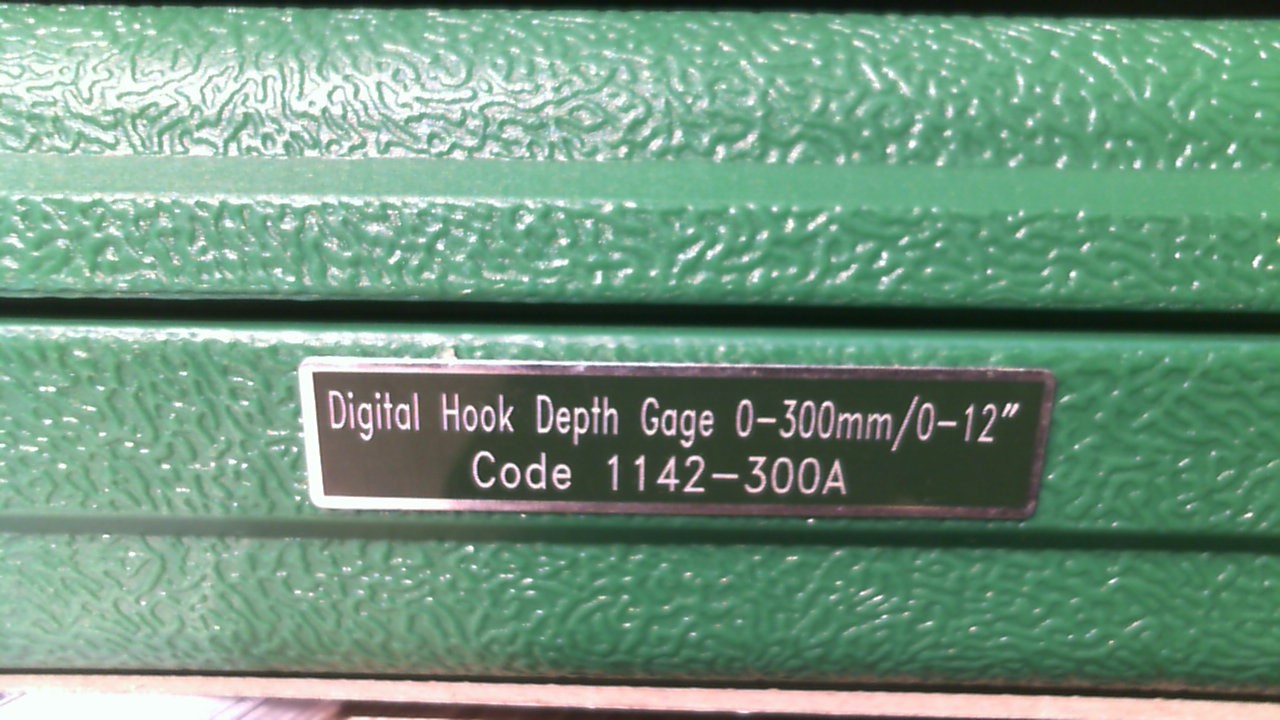 Digital Hook Depth Gage 0-300mm/0-12″
Code 1142-300A